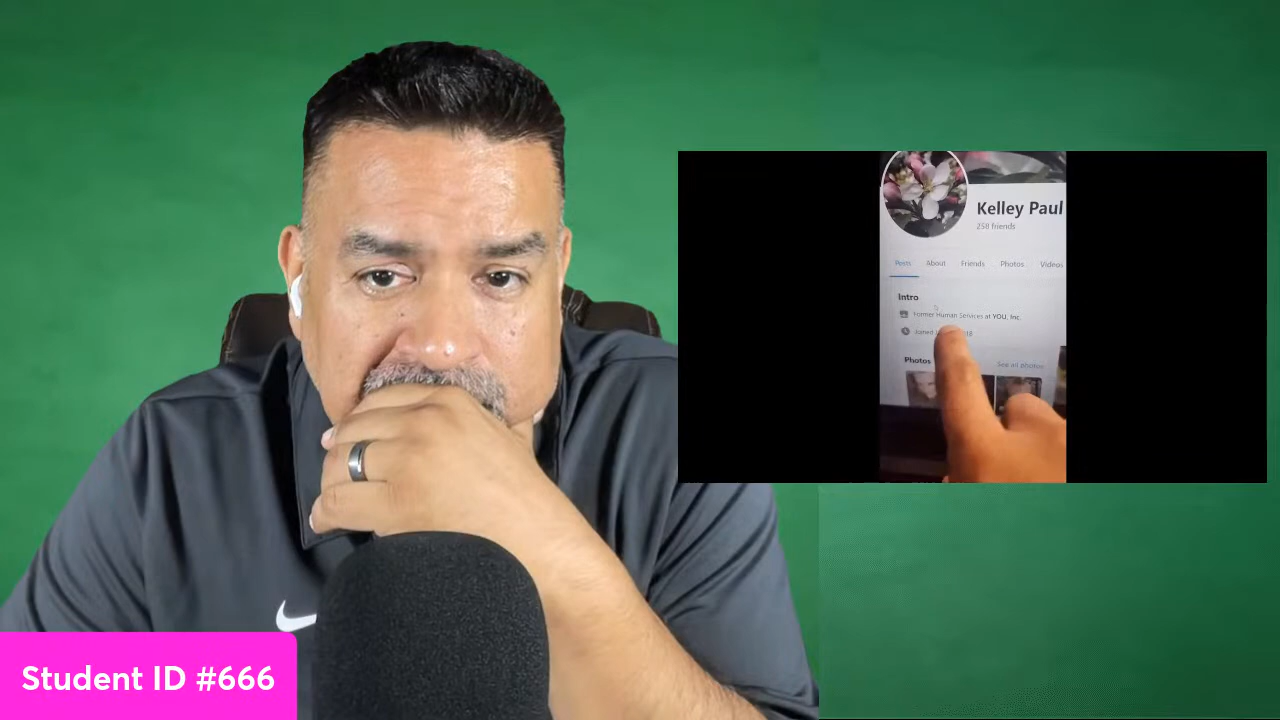 Kelley Paul
258 friends
Posts About Friends Photos Videos
Intro
Former Human Services at YOU, Inc.
Joined
Photos See all photos
Student ID #666